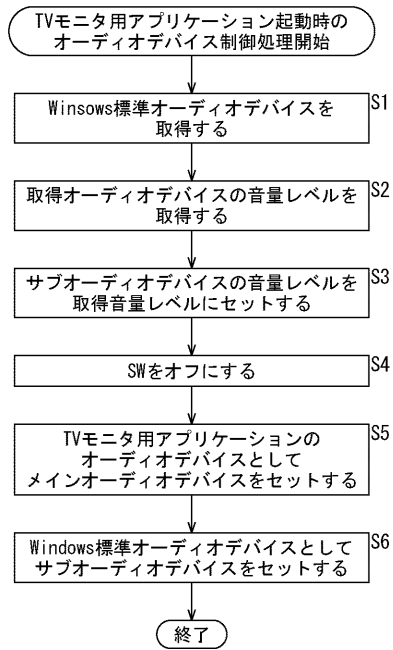 TVモニタ用アプリケーション起動時の
オーディオデバイス制御処理開始
Winsows標準オーディオデバイスを
取得する
S1
取得オーディオデバイスの音量レベルを
取得する
S2
サブオーディオデバイスの音量レベルを
取得音量レベルにセットする
S3
SWをオフにする
S4
TVモニタ用アプリケーションの
オーディオデバイスとして
メインオーディオデバイスをセットする
S5
Windows標準オーディオデバイスとして
サブオーディオデバイスをセットする
S6
終了